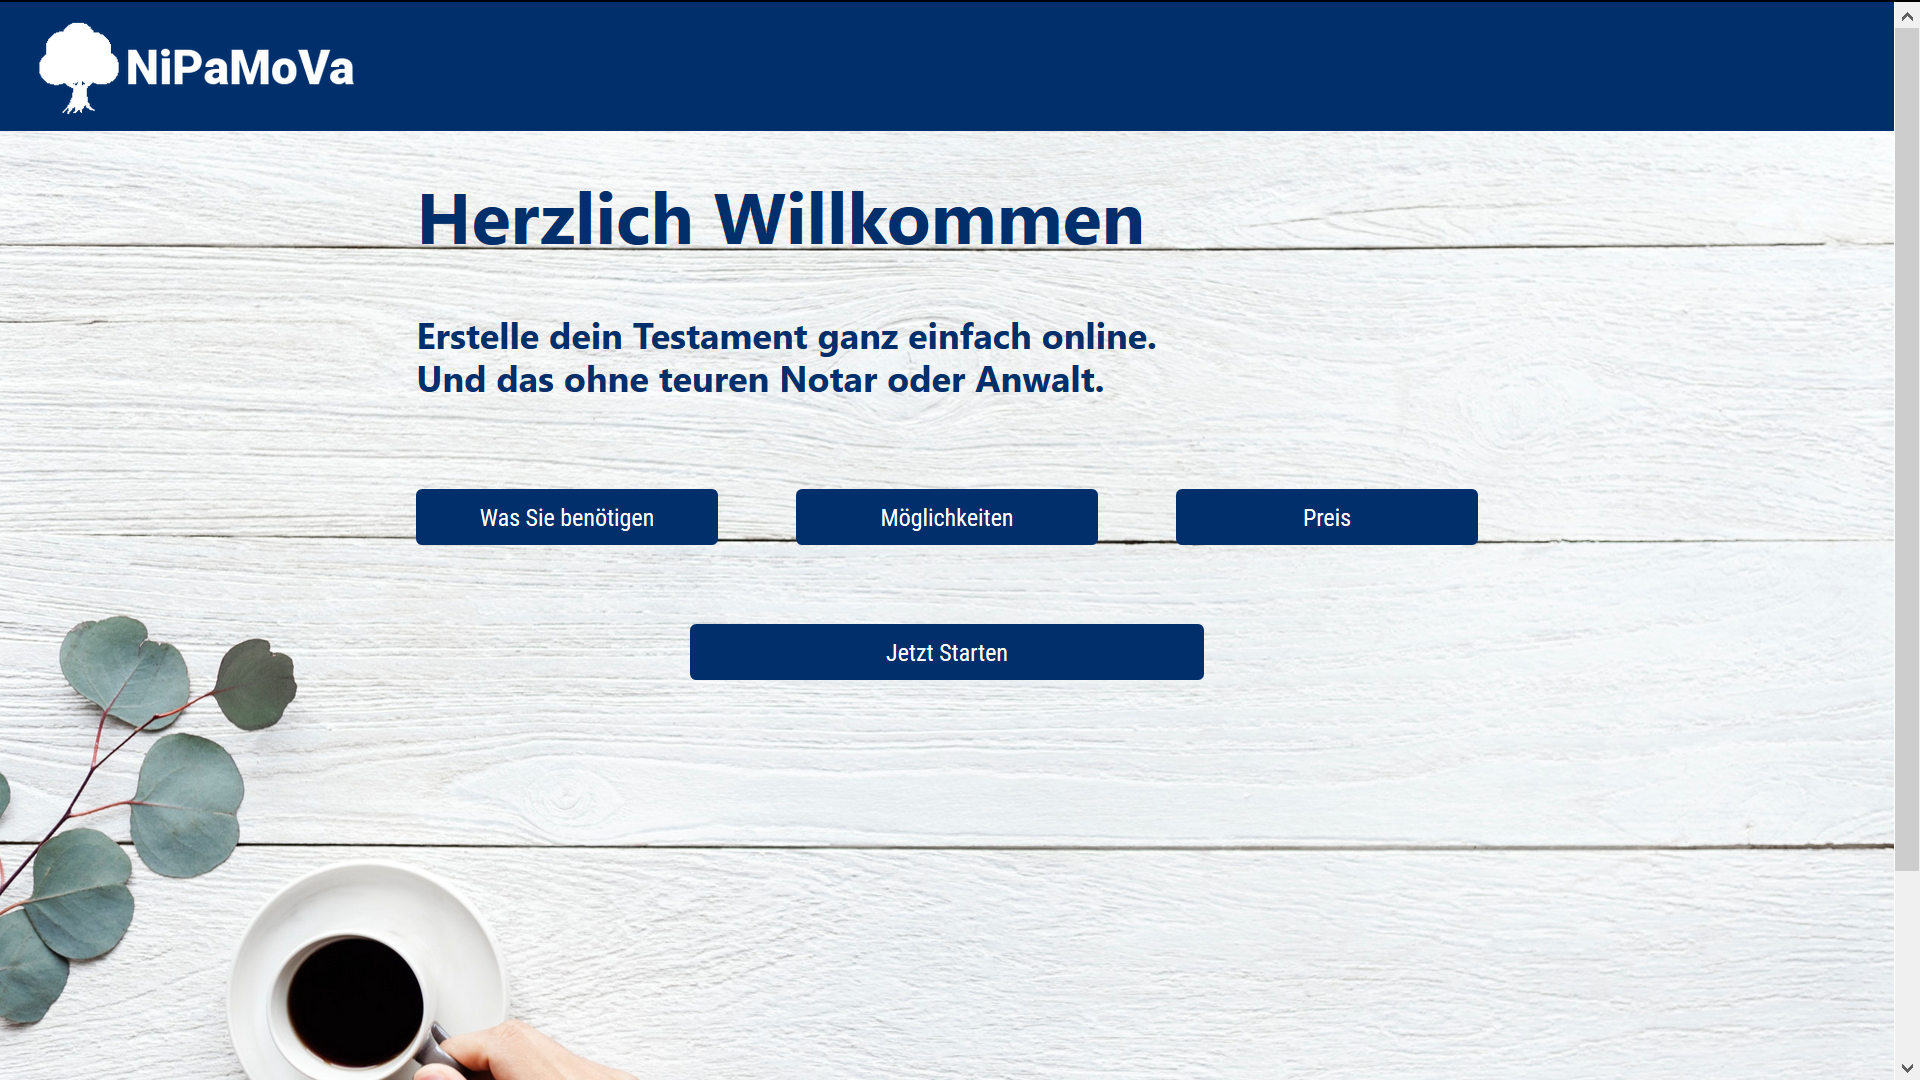 NiPaMoVa
Herzlich Willkommen
Erstelle dein Testament ganz einfach online.
Und das ohne teuren Notar oder Anwalt.
Was Sie benötigen
Möglichkeiten
Preis
Jetzt Starten